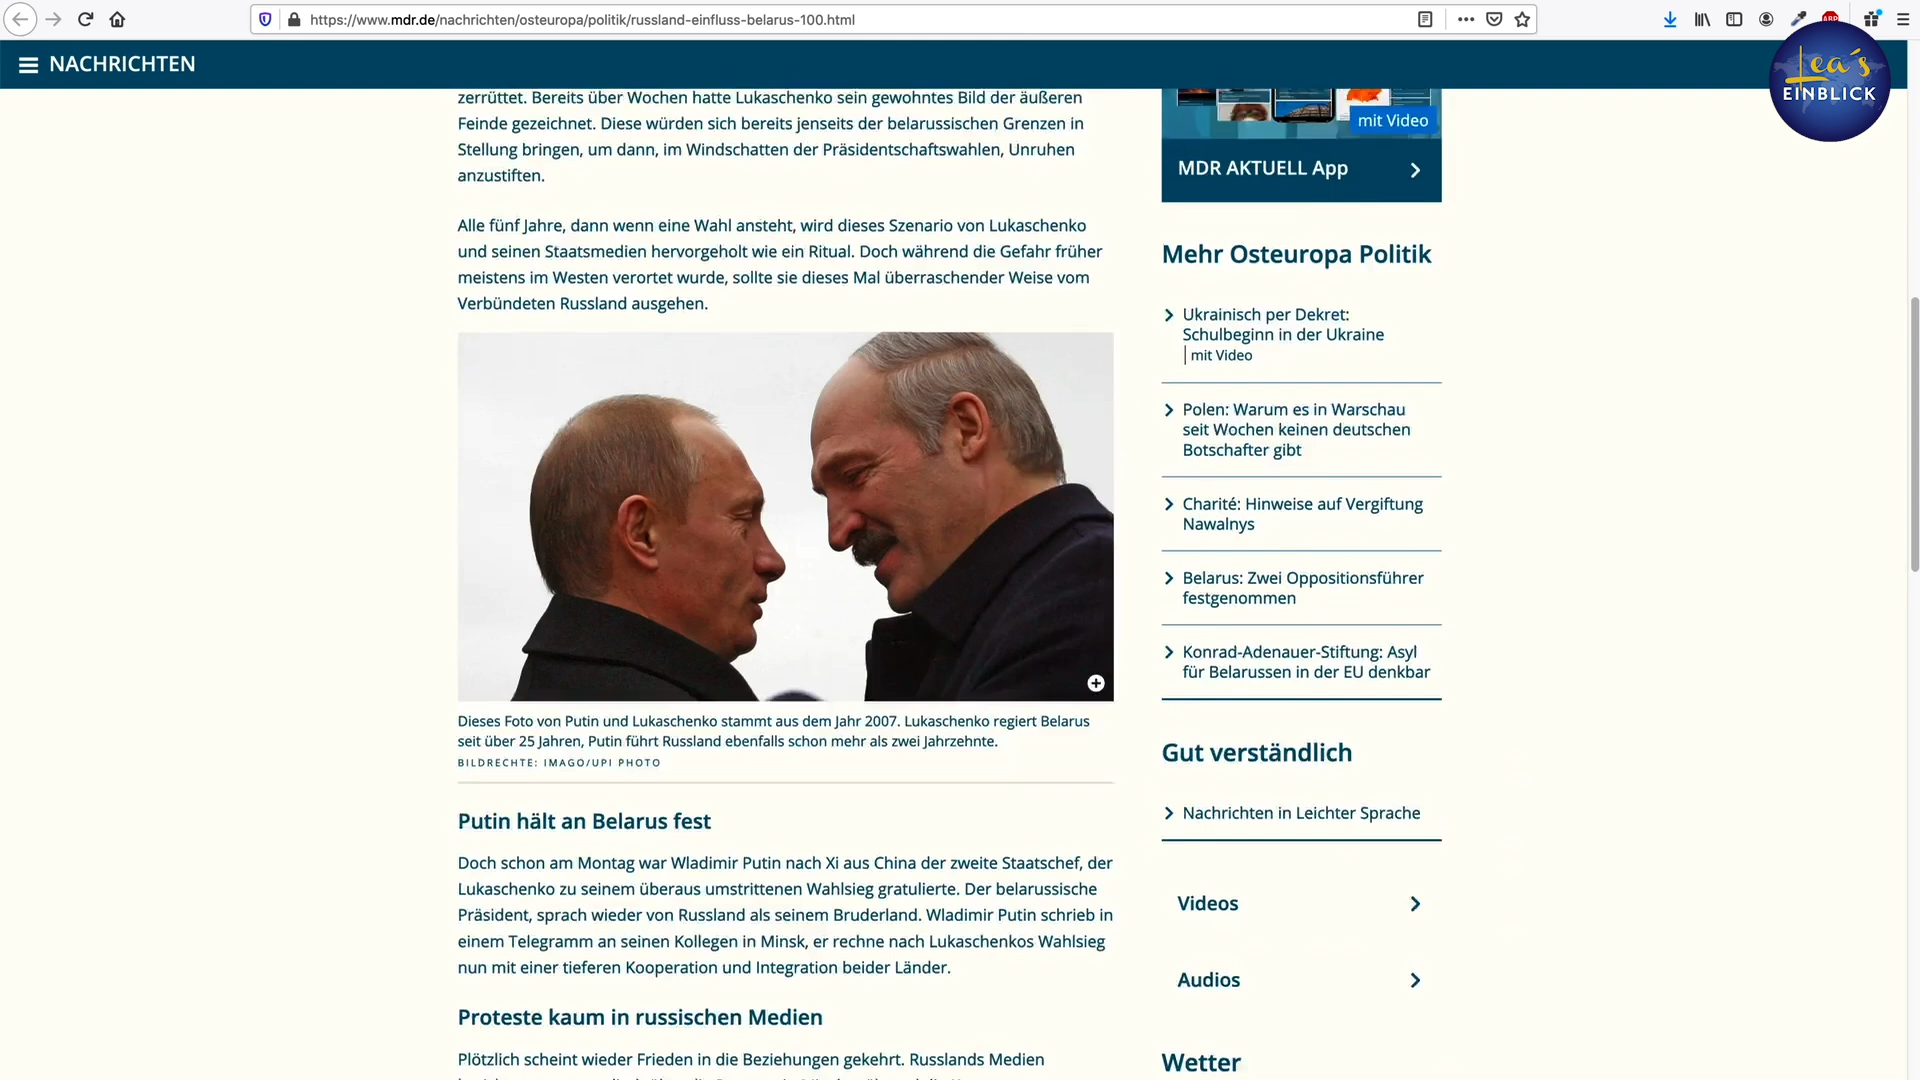 https://www.mdr.de/nachrichten/osteuropa/politik/russland-einfluss-belarus-100.html
ABP
NACHRICHTEN
Lea´s
EINBLICK
zerrüttet. Bereits über Wochen hatte Lukaschenko sein gewohntes Bild der äußeren
Feinde gezeichnet. Diese würden sich bereits jenseits der belarussischen Grenzen in
Stellung bringen, um dann, im Windschatten der Präsidentschaftswahlen, Unruhen
anzustiften.
Alle fünf Jahre, dann wenn eine Wahl ansteht, wird dieses Szenario von Lukaschenko
und seinen Staatsmedien hervorgeholt wie ein Ritual. Doch während die Gefahr früher
meistens im Westen verortet wurde, sollte sie dieses Mal überraschender Weise vom
Verbündeten Russland ausgehen.
Dieses Foto von Putin und Lukaschenko stammt aus dem Jahr 2007. Lukaschenko regiert Belarus
seit über 25 Jahren, Putin führt Russland ebenfalls schon mehr als zwei Jahrzehnte.
BILDRECHTE: IMAGO/UPI PHOTO
Putin hält an Belarus fest
Doch schon am Montag war Wladimir Putin nach Xi aus China der zweite Staatschef, der
Lukaschenko zu seinem überaus umstrittenen Wahlsieg gratulierte. Der belarussische
Präsident, sprach wieder von Russland als seinem Bruderland. Wladimir Putin schrieb in
einem Telegramm an seinen Kollegen in Minsk, er rechne nach Lukaschenkos Wahlsieg
nun mit einer tieferen Kooperation und Integration beider Länder.
Proteste kaum in russischen Medien
Plötzlich scheint wieder Frieden in die Beziehungen gekehrt. Russlands Medien
mit Video
MDR AKTUELL App
Mehr Osteuropa Politik
Ukrainisch per Dekret:
Schulbeginn in der Ukraine
mit Video
Polen: Warum es in Warschau
seit Wochen keinen deutschen
Botschafter gibt
Charité: Hinweise auf Vergiftung
Nawalnys
Belarus: Zwei Oppositionsführer
festgenommen
Konrad-Adenauer-Stiftung: Asyl
für Belarussen in der EU denkbar
Gut verständlich
Nachrichten in Leichter Sprache
Videos
Audios
Wetter